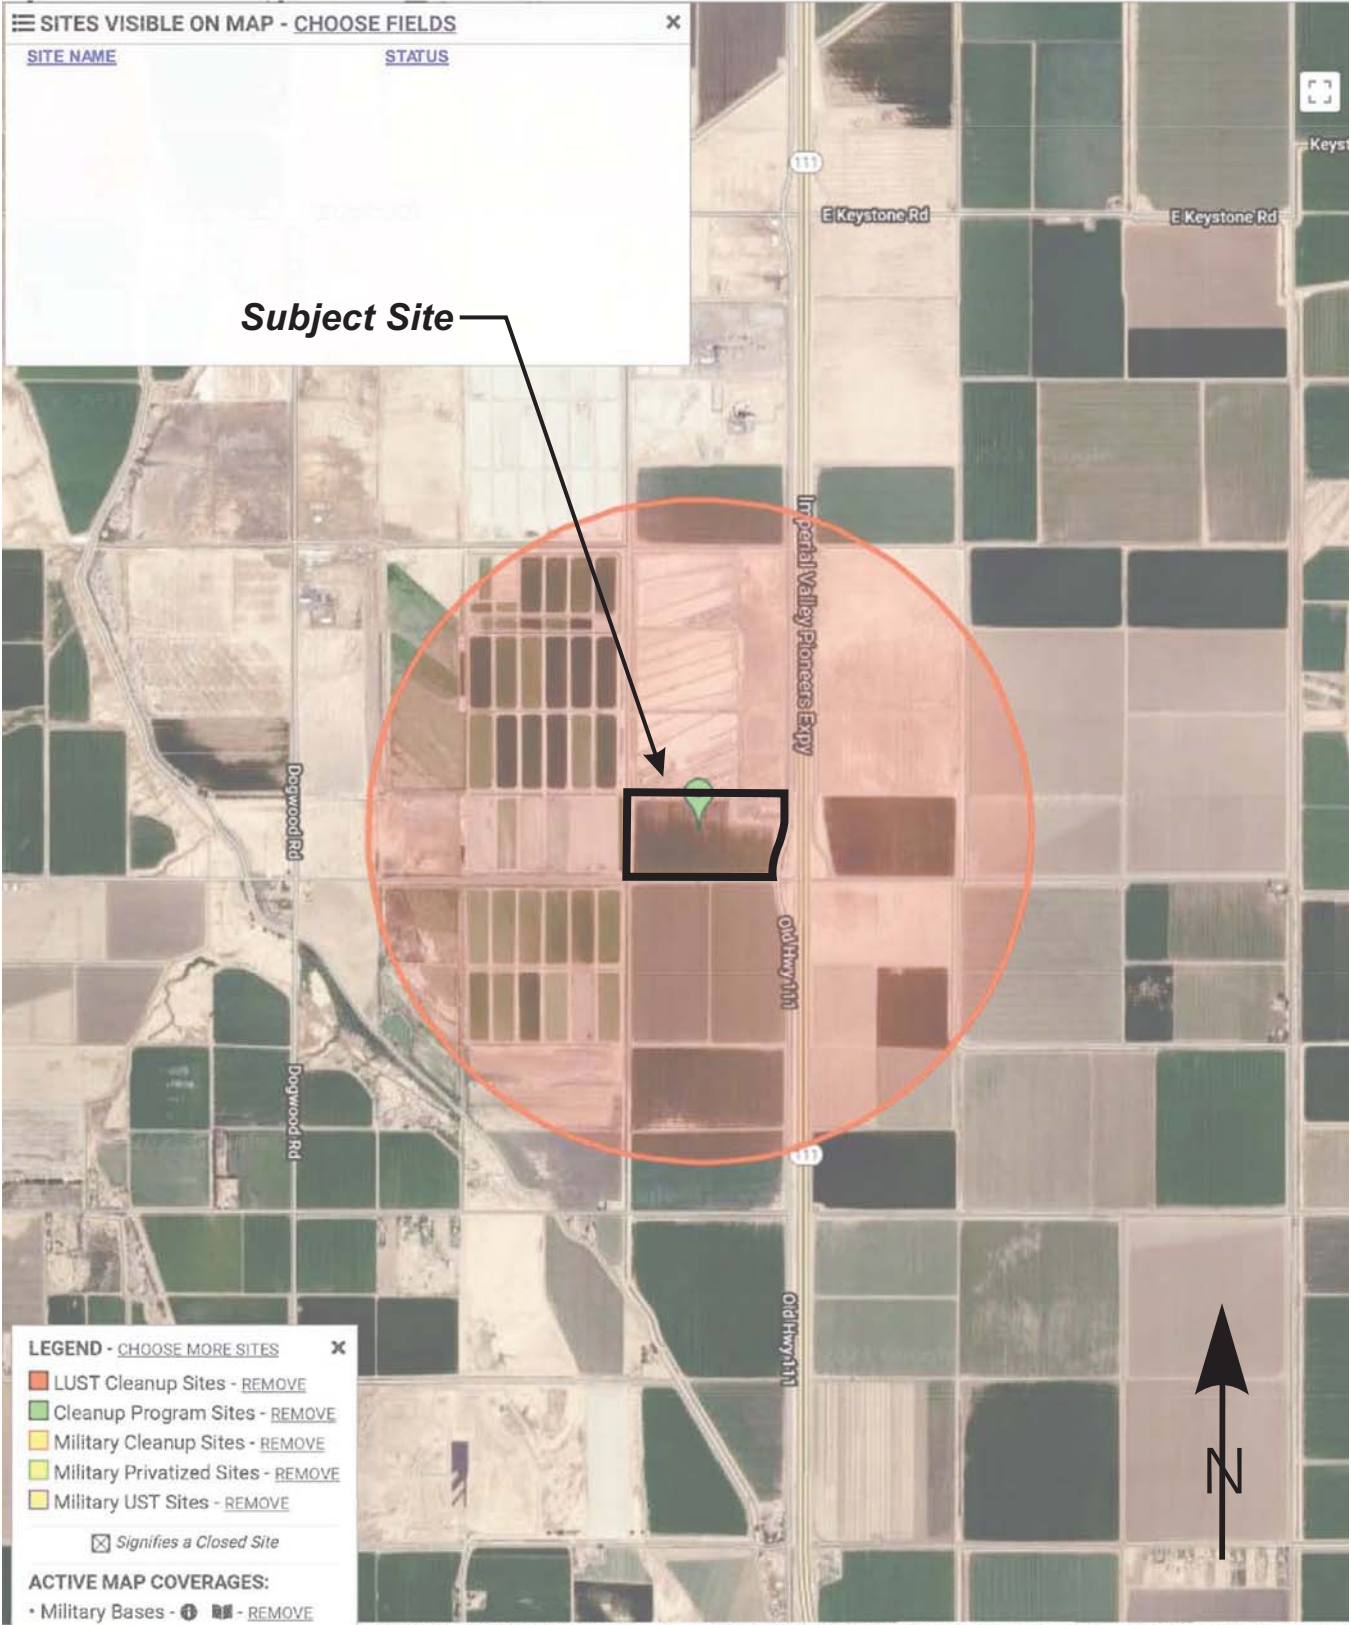 SITES VISIBLE ON MAP - CHOOSE FIELDS
SITE NAME STATUS
111
Keyst
E Keystone Rd
E Keystone Rd
Subject Site
Imperial Valley Pioneers Expy
Dogwood Rd
Old Hwy 111
Dogwood Rd
111
Old Hwy 111
LEGEND - CHOOSE MORE SITES
LUST Cleanup Sites - REMOVE
Cleanup Program Sites - REMOVE
Military Cleanup Sites - REMOVE
Military Privatized Sites - REMOVE
Military UST Sites - REMOVE
Signifies a Closed Site
ACTIVE MAP COVERAGES:
• Military Bases - REMOVE
N